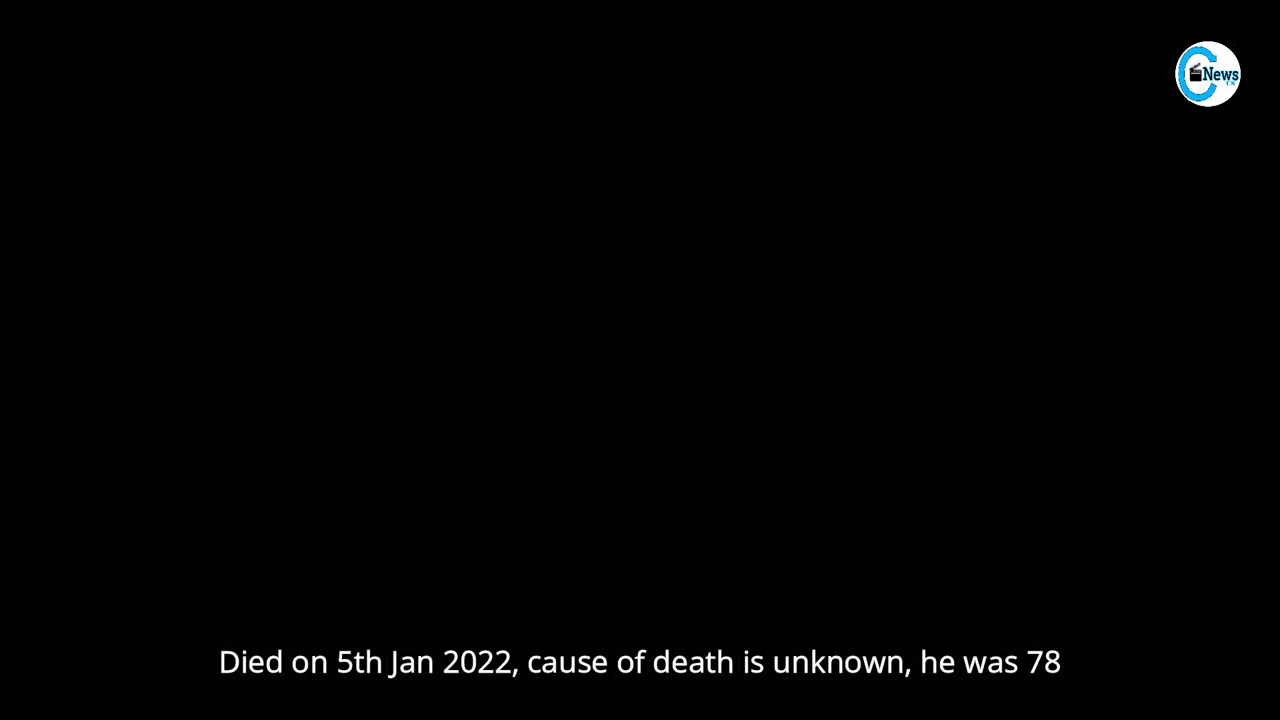 News
Died on 5th Jan 2022, cause of death is unknown, he was 78